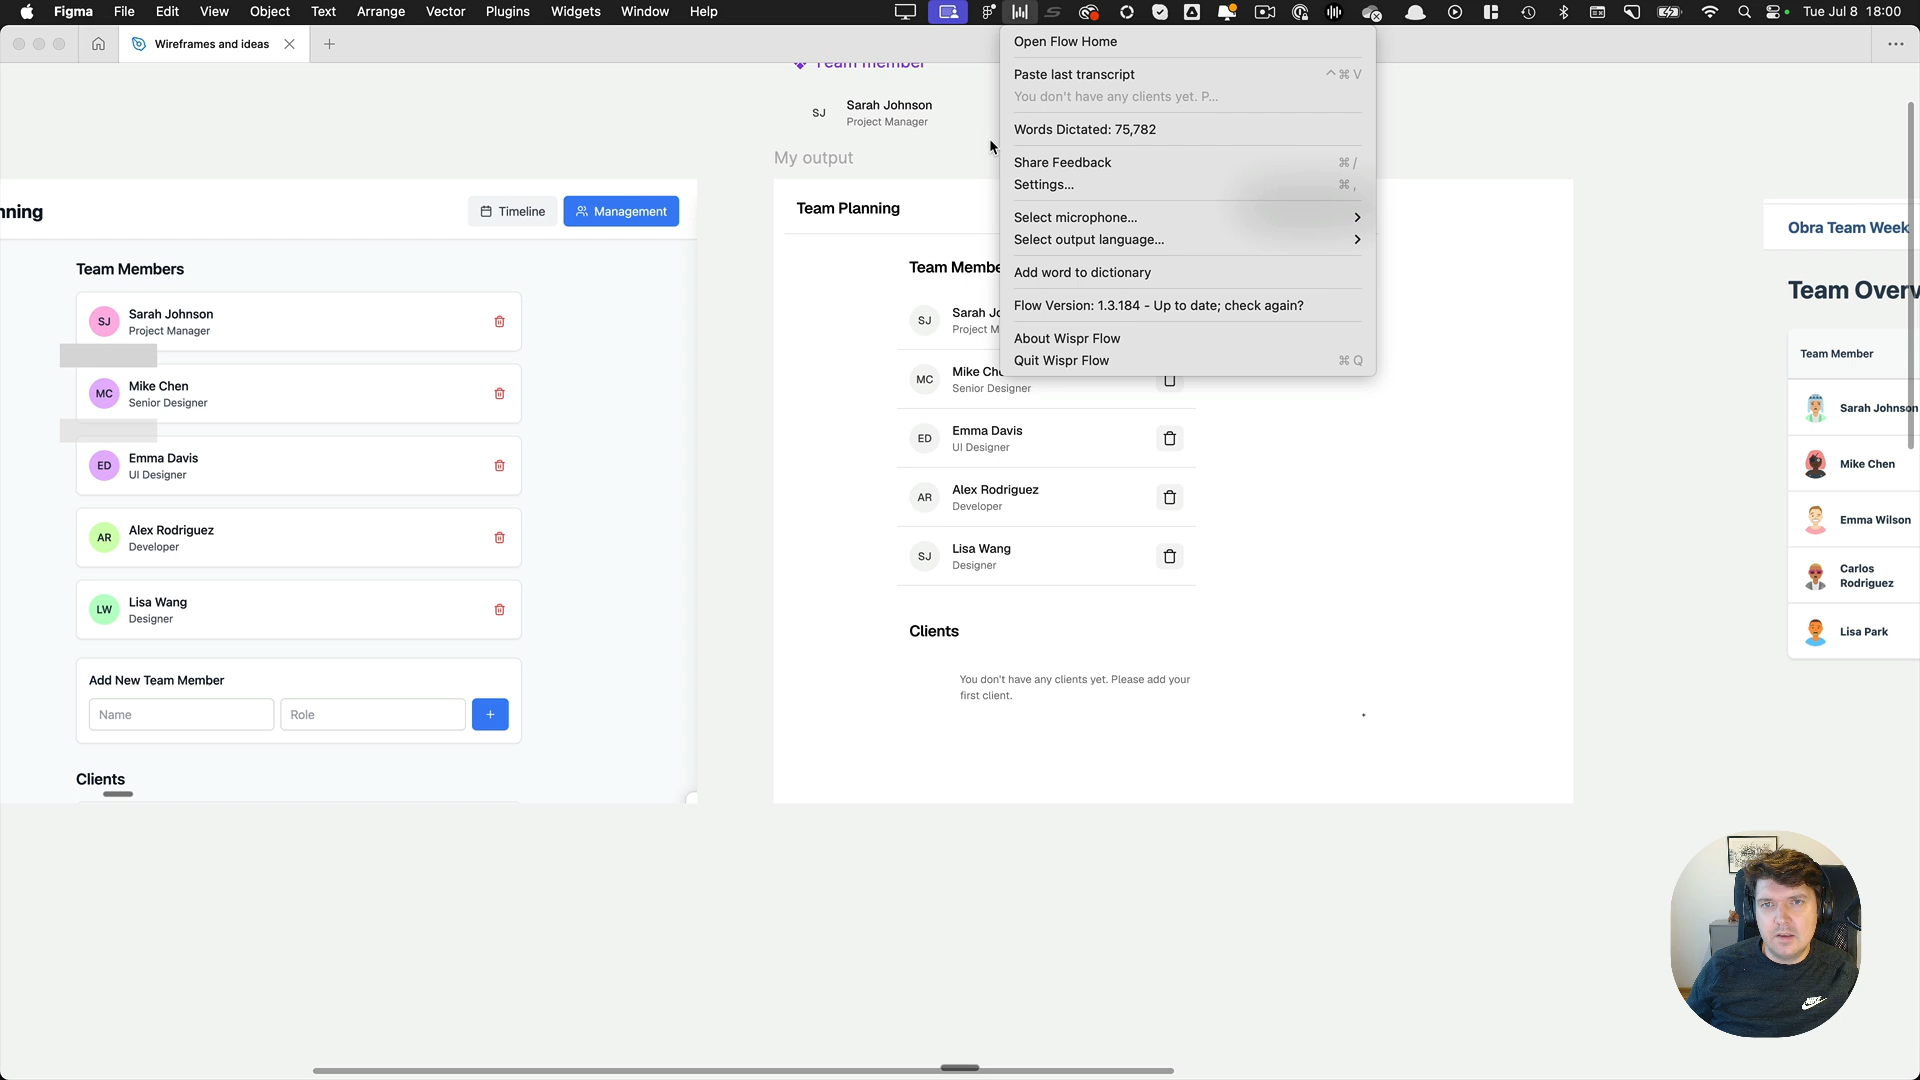 Figma File Edit View Object Text Arrange Vector Plugins Widgets Window Help
Tue Jul 8 18:00
Wireframes and ideas
Open Flow Home
Paste last transcript ^⌘V
You don't have any clients yet. P...
Words Dictated: 75,782
Share Feedback ⌘/
Settings... ⌘,
Select microphone...
Select output language...
Add word to dictionary
Flow Version: 1.3.184 - Up to date; check again?
About Wispr Flow
Quit Wispr Flow ⌘Q
Team member
SJ
Sarah Johnson
Project Manager
My output
nning
Timeline
Management
Team Members
SJ
Sarah Johnson
Project Manager
MC
Mike Chen
Senior Designer
ED
Emma Davis
UI Designer
AR
Alex Rodriguez
Developer
LW
Lisa Wang
Designer
Add New Team Member
Name
Role
+
Clients
Team Planning
Team Membe
SJ
Sarah Jo
Project M
MC
Mike Che
Senior Designer
ED
Emma Davis
UI Designer
AR
Alex Rodriguez
Developer
SJ
Lisa Wang
Designer
Clients
You don't have any clients yet. Please add your
first client.
Obra Team Week
Team Overv
Team Member
Sarah Johnson
Mike Chen
Emma Wilson
Carlos
Rodriguez
Lisa Park